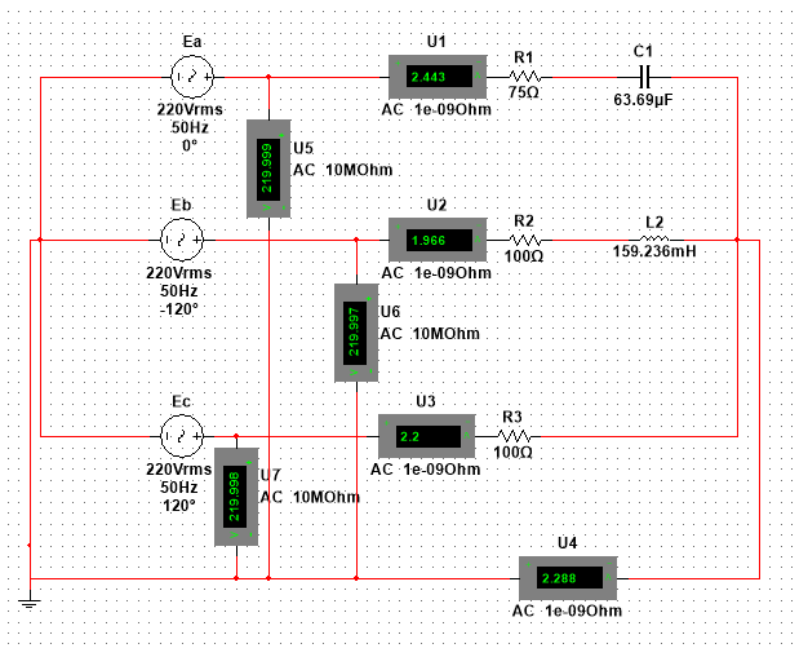 Ea
220Vrms
50Hz
0°
U1
2.443
AC 1e-09Ohm
R1
75Ω
C1
63.69µF
219.999
U5
AC 10MOhm
Eb
220Vrms
50Hz
-120°
U2
1.966
AC 1e-09Ohm
R2
100Ω
L2
159.236mH
219.997
U6
AC 10MOhm
Ec
220Vrms
50Hz
120°
U3
2.2
AC 1e-09Ohm
R3
100Ω
219.998
U7
AC 10MOhm
U4
2.288
AC 1e-09Ohm